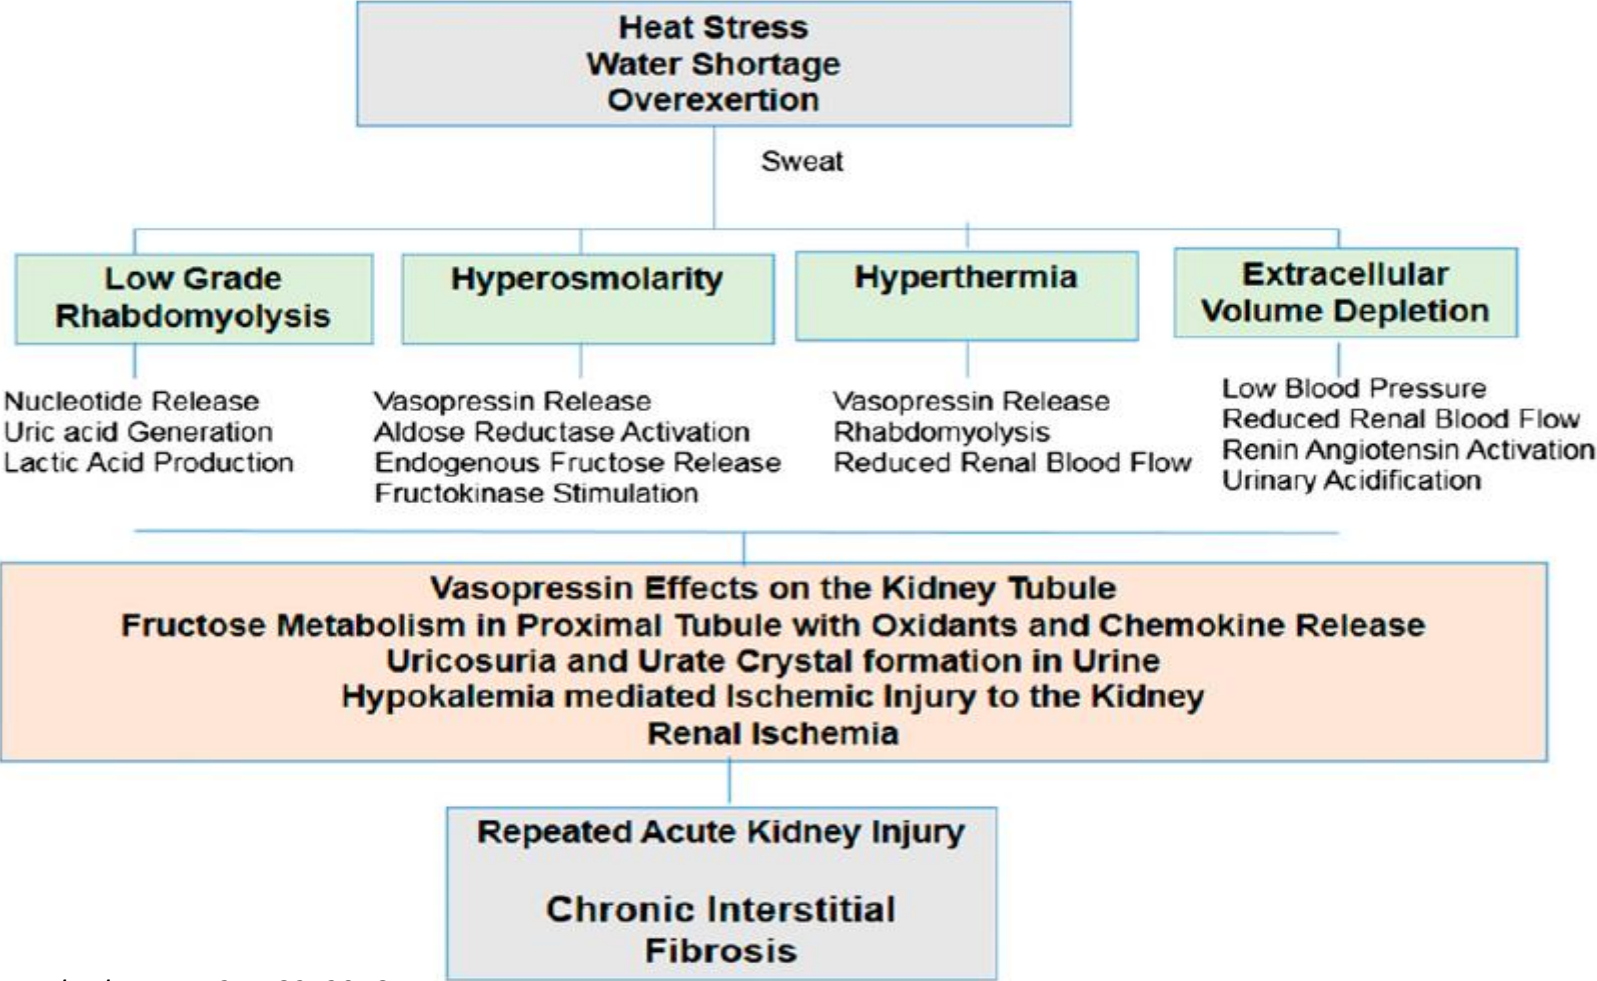 Heat Stress
Water Shortage
Overexertion
Sweat
Low Grade
Rhabdomyolysis
Hyperosmolarity
Hyperthermia
Extracellular
Volume Depletion
Nucleotide Release
Uric acid Generation
Lactic Acid Production
Vasopressin Release
Aldose Reductase Activation
Endogenous Fructose Release
Fructokinase Stimulation
Vasopressin Release
Rhabdomyolysis
Reduced Renal Blood Flow
Low Blood Pressure
Reduced Renal Blood Flow
Renin Angiotensin Activation
Urinary Acidification
Vasopressin Effects on the Kidney Tubule
Fructose Metabolism in Proximal Tubule with Oxidants and Chemokine Release
Uricosuria and Urate Crystal formation in Urine
Hypokalemia mediated Ischemic Injury to the Kidney
Renal Ischemia
Repeated Acute Kidney Injury
Chronic Interstitial
Fibrosis